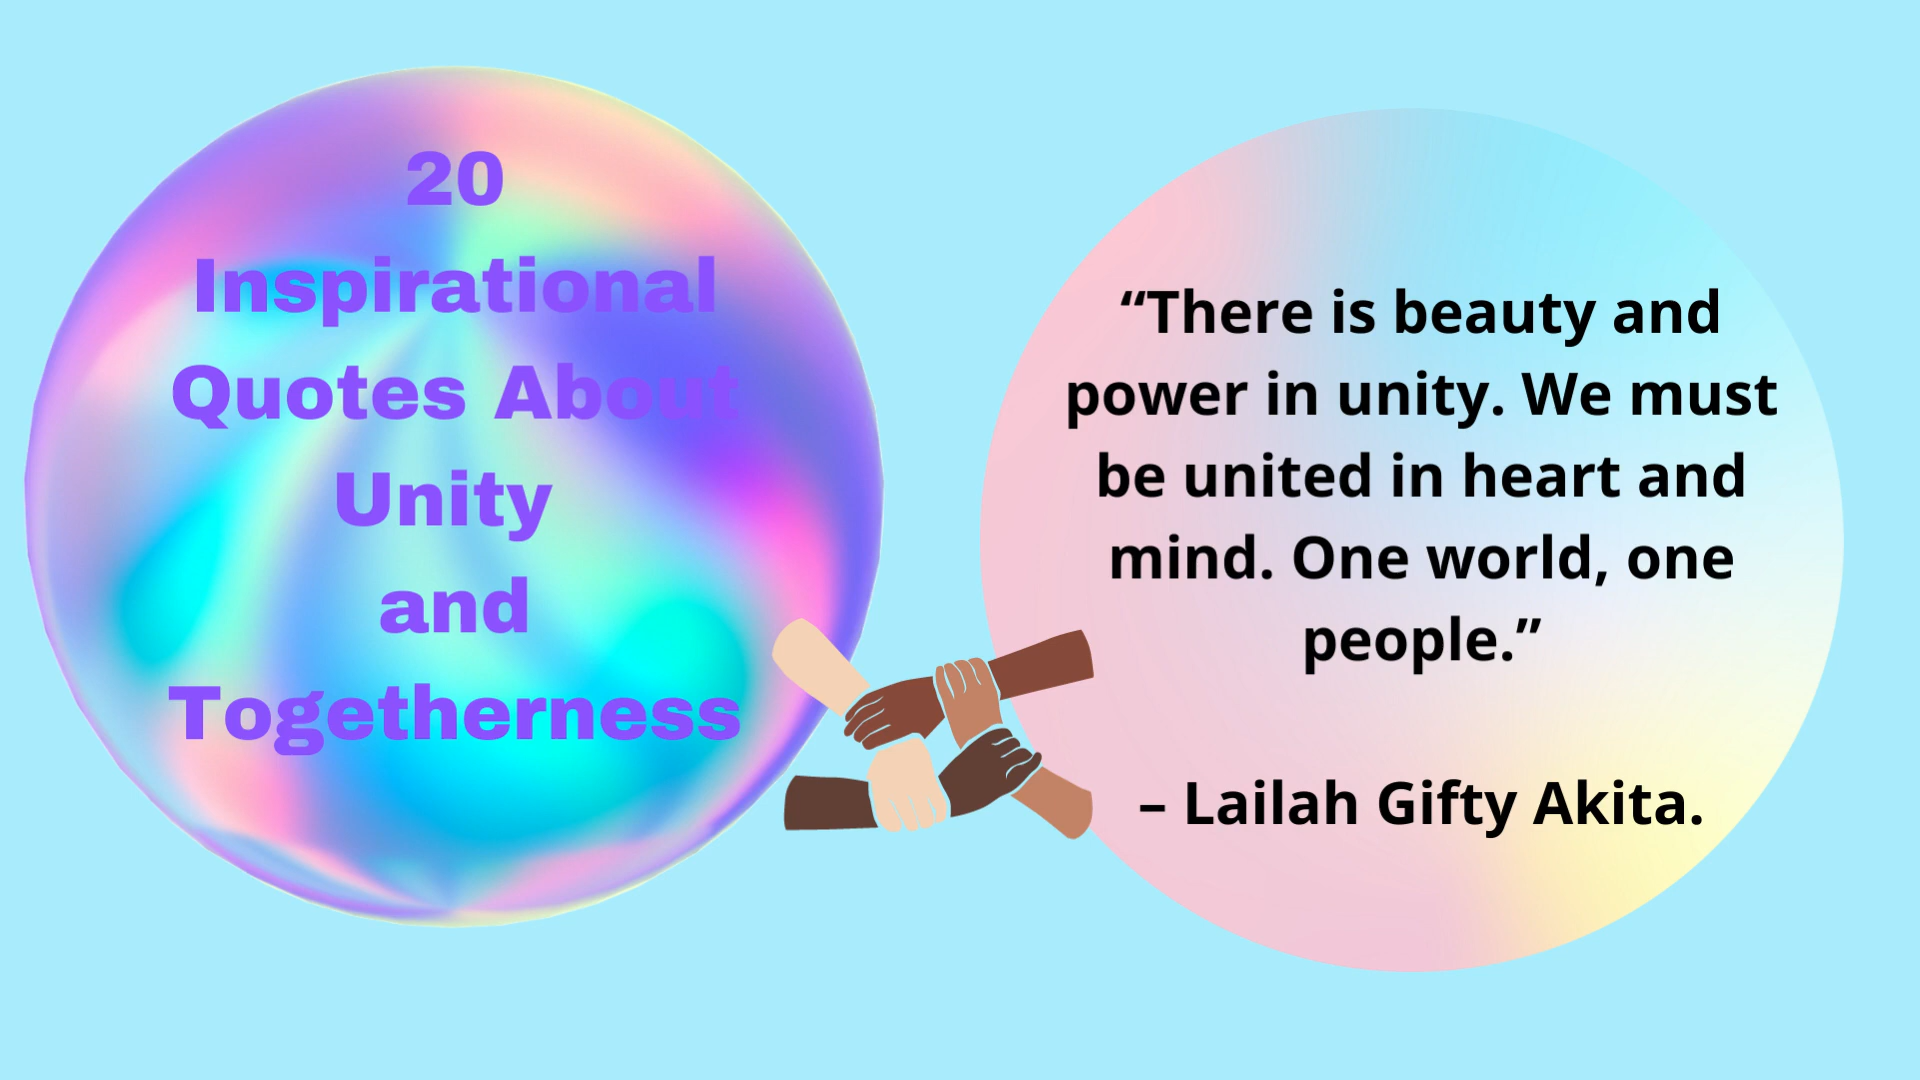 20
Inspirational
Quotes About
Unity
and
Togetherness
“There is beauty and
power in unity. We must
be united in heart and
mind. One world, one
people.”
– Lailah Gifty Akita.